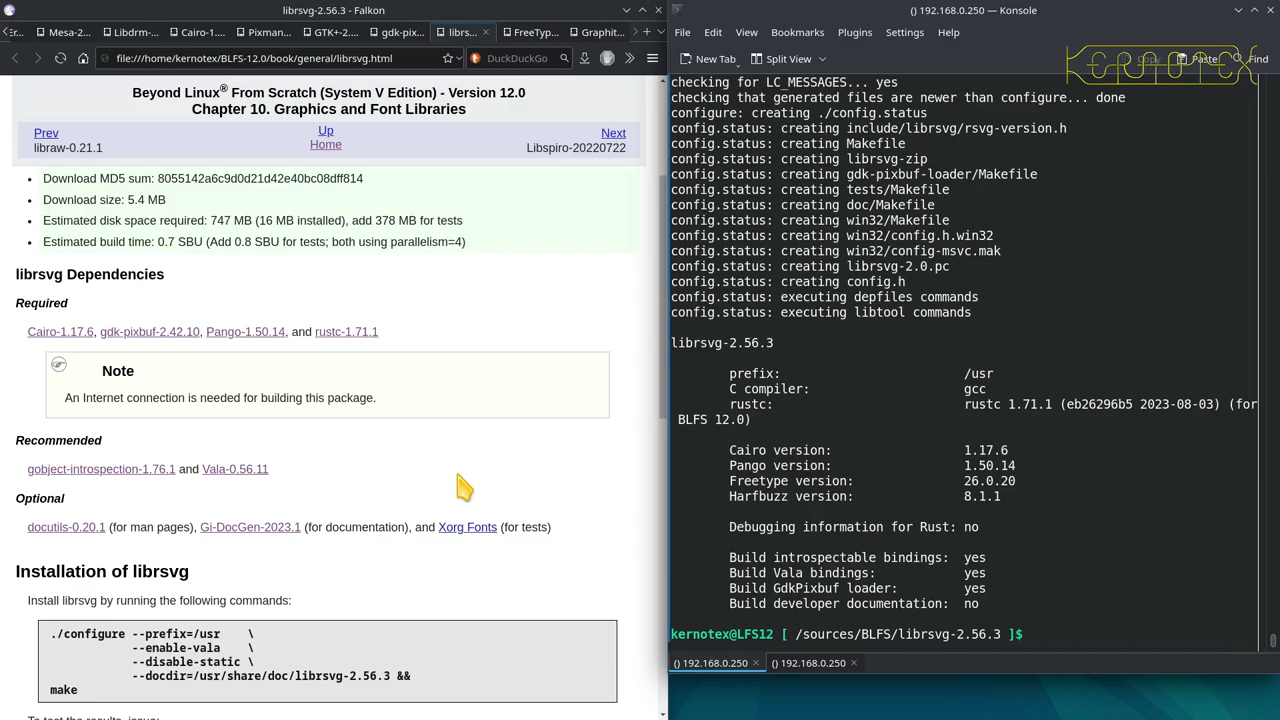 librsvg-2.56.3 - Falkon
Mesa-2...
Libdrm-...
Cairo-1....
Pixman...
GTK+-2....
gdk-pix...
librs...
FreeTyp...
Graphit...
file:///home/kernotex/BLFS-12.0/book/general/librsvg.html
DuckDuckGo
Beyond Linux® From Scratch (System V Edition) - Version 12.0
Chapter 10. Graphics and Font Libraries
Prev Up Next
libraw-0.21.1 Home Libspiro-20220722
Download MD5 sum: 8055142a6c9d0d21d42e40bc08dff814
Download size: 5.4 MB
Estimated disk space required: 747 MB (16 MB installed), add 378 MB for tests
Estimated build time: 0.7 SBU (Add 0.8 SBU for tests; both using parallelism=4)
librsvg Dependencies
Required
Cairo-1.17.6, gdk-pixbuf-2.42.10, Pango-1.50.14, and rustc-1.71.1
Note
An Internet connection is needed for building this package.
Recommended
gobject-introspection-1.76.1 and Vala-0.56.11
Optional
docutils-0.20.1 (for man pages), Gi-DocGen-2023.1 (for documentation), and Xorg Fonts (for tests)
Installation of librsvg
Install librsvg by running the following commands:
./configure --prefix=/usr \
--enable-vala \
--disable-static \
--docdir=/usr/share/doc/librsvg-2.56.3 &&
make
() 192.168.0.250 — Konsole
File Edit View Bookmarks Plugins Settings Help
New Tab Split View Copy Paste Find
KERNOTEX
checking for LC_MESSAGES... yes
checking that generated files are newer than configure... done
configure: creating ./config.status
config.status: creating include/librsvg/rsvg-version.h
config.status: creating Makefile
config.status: creating librsvg-zip
config.status: creating gdk-pixbuf-loader/Makefile
config.status: creating tests/Makefile
config.status: creating doc/Makefile
config.status: creating win32/Makefile
config.status: creating win32/config.h.win32
config.status: creating win32/config-msvc.mak
config.status: creating librsvg-2.0.pc
config.status: creating config.h
config.status: executing depfiles commands
config.status: executing libtool commands
librsvg-2.56.3
prefix: /usr
C compiler: gcc
rustc: rustc 1.71.1 (eb26296b5 2023-08-03) (for
BLFS 12.0)
Cairo version: 1.17.6
Pango version: 1.50.14
Freetype version: 26.0.20
Harfbuzz version: 8.1.1
Debugging information for Rust: no
Build introspectable bindings: yes
Build Vala bindings: yes
Build GdkPixbuf loader: yes
Build developer documentation: no
kernotex@LFS12 [ /sources/BLFS/librsvg-2.56.3 ]$
() 192.168.0.250
() 192.168.0.250